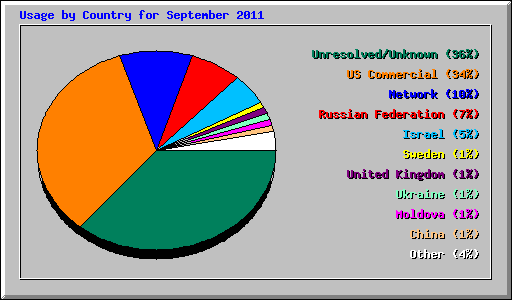 Usage by Country for September 2011
Unresolved/Unknown (36%)
US Commercial (34%)
Network (10%)
Russian Federation (7%)
Israel (5%)
Sweden (1%)
United Kingdom (1%)
Ukraine (1%)
Moldova (1%)
China (1%)
Other (4%)